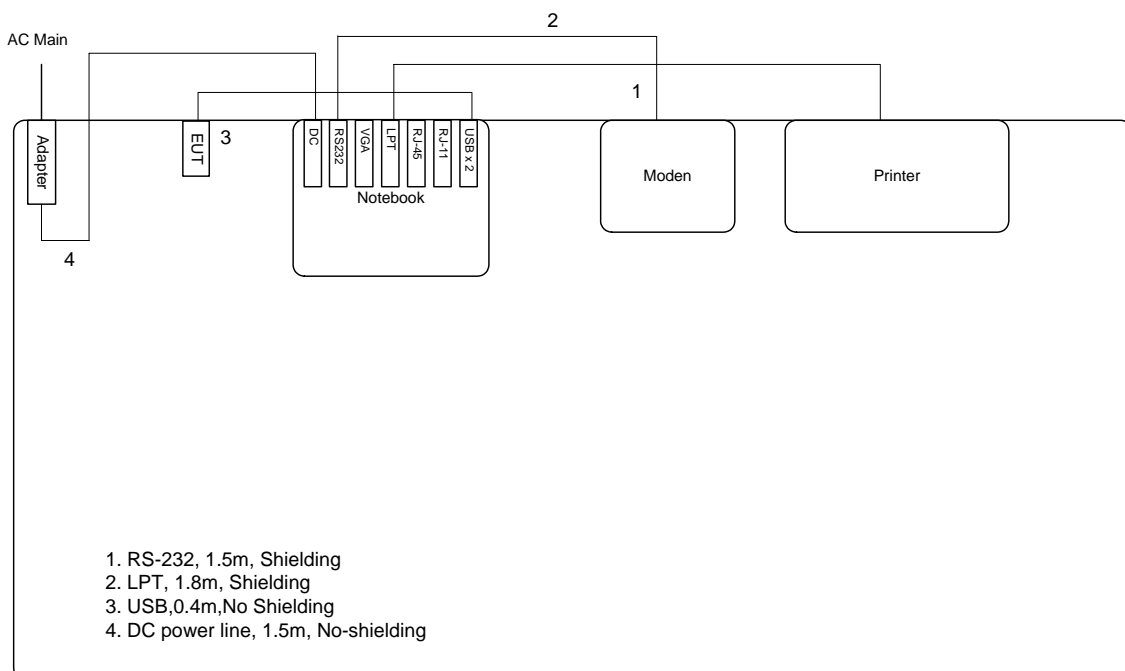 2
AC Main
1
Adapter
EUT
3
DC
RS232
VGA
LPT
RJ-45
RJ-11
USB x 2
Notebook
Moden
Printer
4
1. RS-232, 1.5m, Shielding
2. LPT, 1.8m, Shielding
3. USB,0.4m,No Shielding
4. DC power line, 1.5m, No-shielding